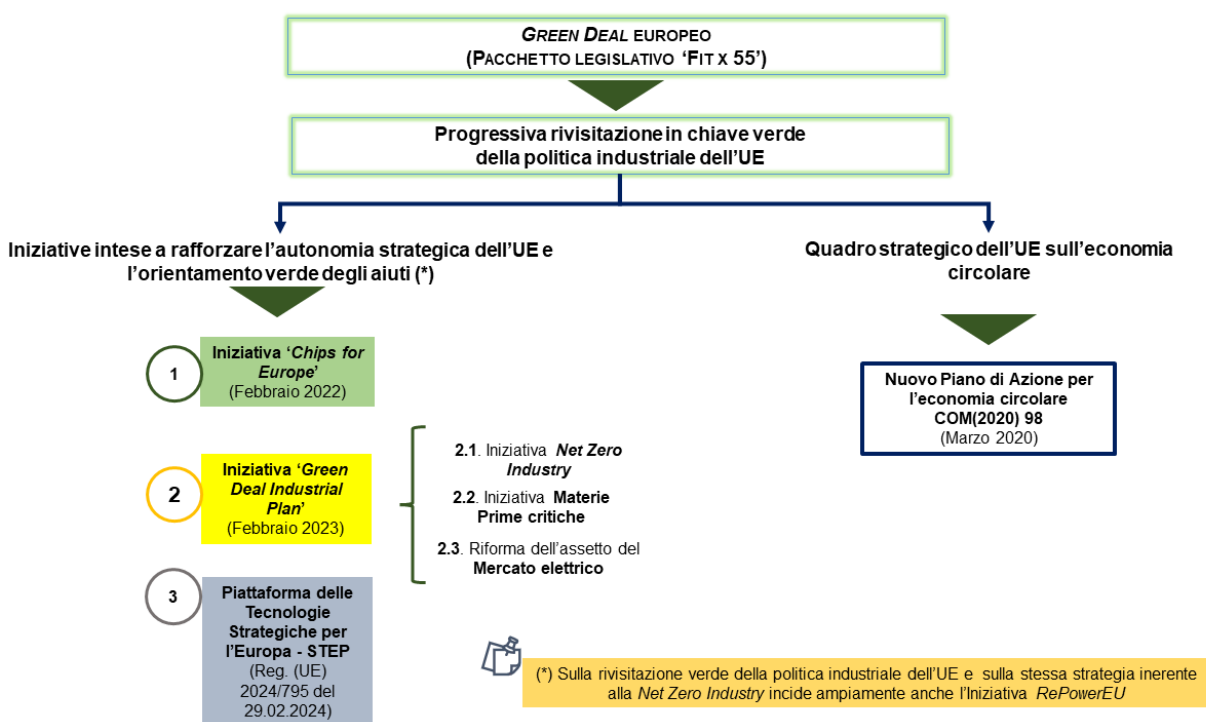 GREEN DEAL EUROPEO
(PACCHETTO LEGISLATIVO ‘FIT X 55’)
Progressiva rivisitazione in chiave verde
della politica industriale dell’UE
Iniziative intese a rafforzare l’autonomia strategica dell’UE e
l’orientamento verde degli aiuti (*)
Quadro strategico dell’UE sull’economia
circolare
1
Iniziativa ‘Chips for
Europe’
(Febbraio 2022)
Nuovo Piano di Azione per
l’economia circolare
COM(2020) 98
(Marzo 2020)
2
Iniziativa ‘Green
Deal Industrial
Plan’
(Febbraio 2023)
2.1. Iniziativa Net Zero
Industry
2.2. Iniziativa Materie
Prime critiche
2.3. Riforma dell’assetto del
Mercato elettrico
3
Piattaforma delle
Tecnologie
Strategiche per
l’Europa - STEP
(Reg. (UE)
2024/795 del
29.02.2024)
(*) Sulla rivisitazione verde della politica industriale dell’UE e sulla stessa strategia inerente
alla Net Zero Industry incide ampiamente anche l’Iniziativa RePowerEU